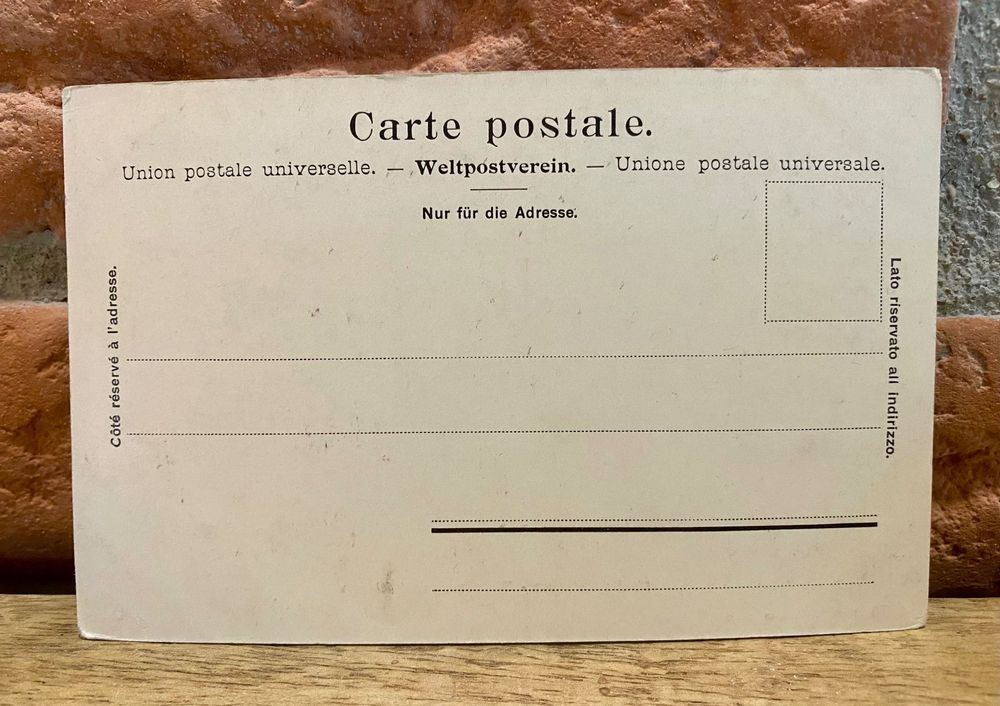 Carte postale.
Union postale universelle. — Weltpostverein. — Unione postale universale.
Nur für die Adresse.
Côté réservé à l'adresse.
Lato riservato all indirizzo.